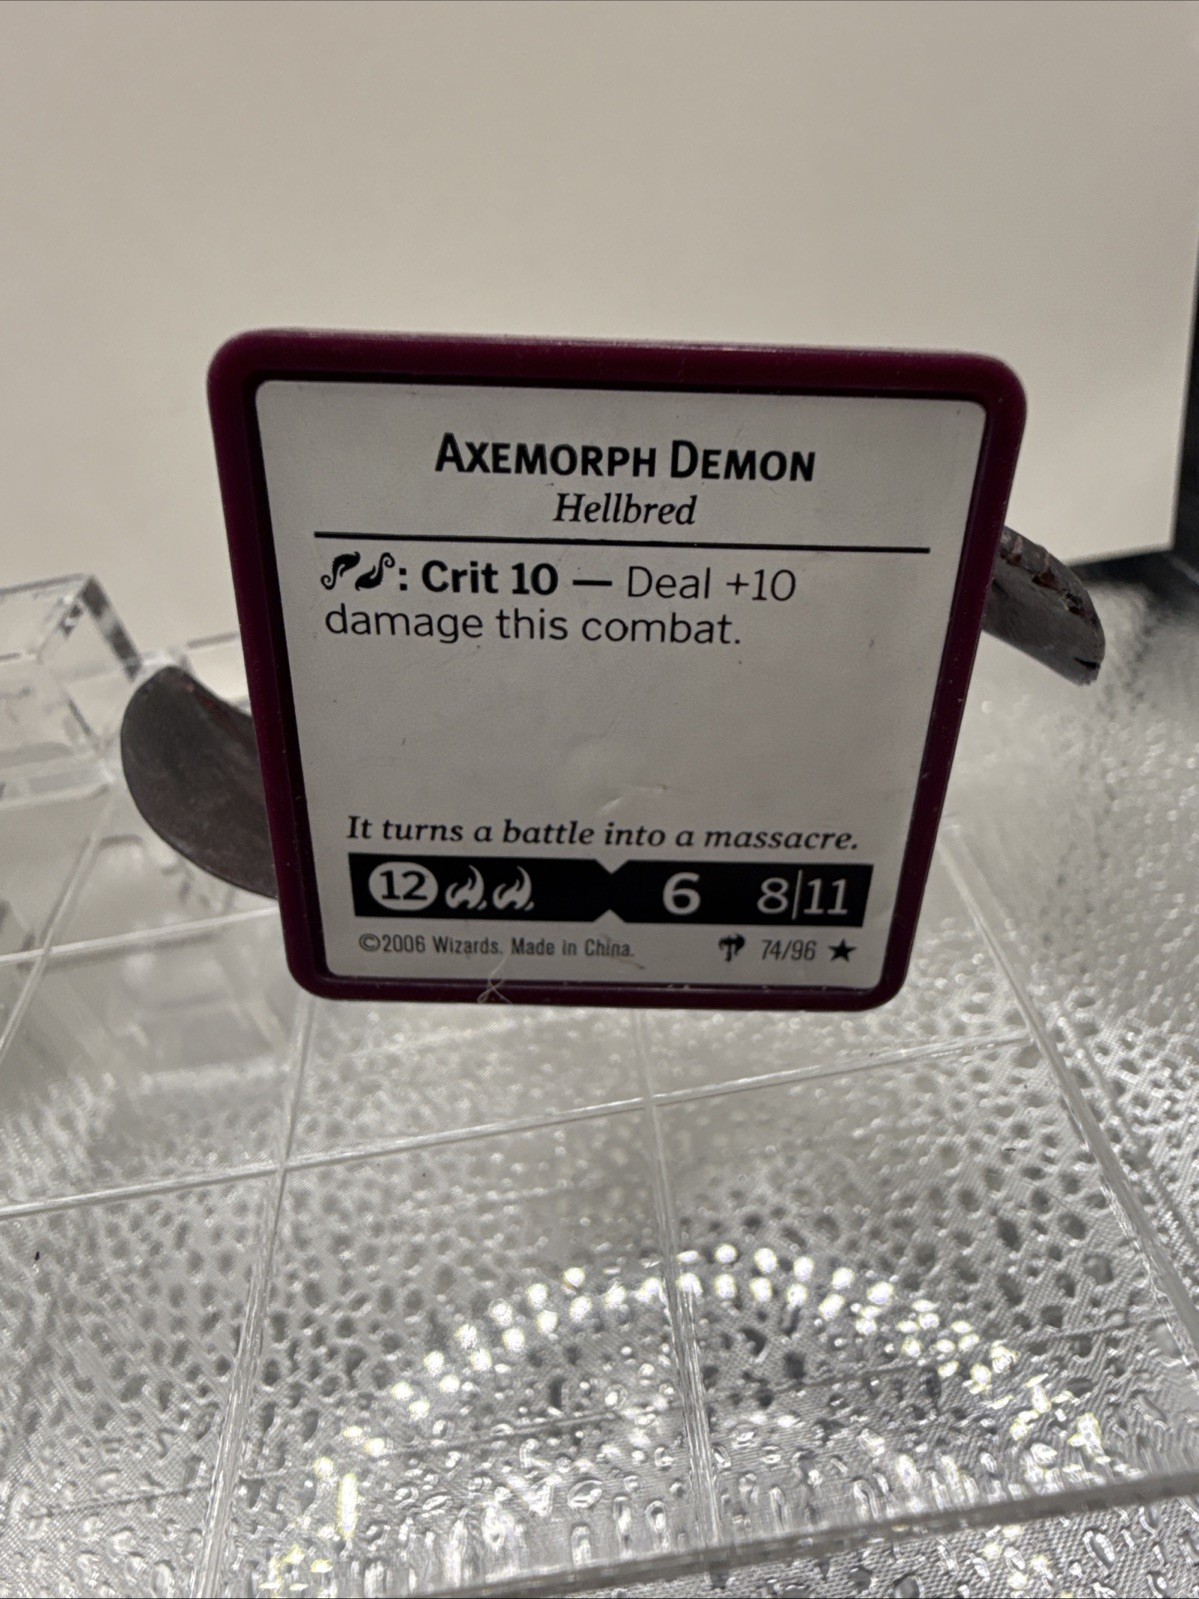 AXEMORPH DEMON
Hellbred
: Crit 10 — Deal +10
damage this combat.
It turns a battle into a massacre.
12 6 8|11
©2006 Wizards. Made in China. 74/96 ★